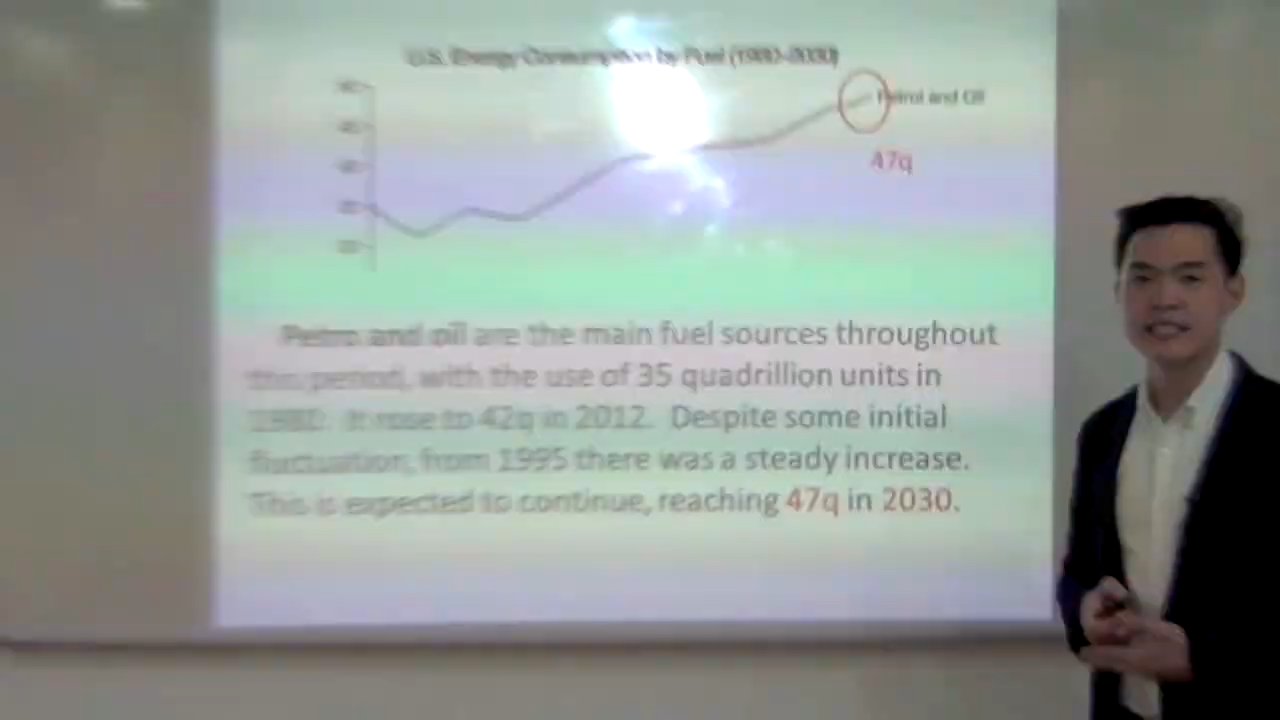 U.S. Energy Consumption by Fuel (1980-2030)
Petrol and Oil
47q
Petro and oil are the main fuel sources throughout
this period, with the use of 35 quadrillion units in
1980. It rose to 42q in 2012. Despite some initial
fluctuation, from 1995 there was a steady increase.
This is expected to continue, reaching 47q in 2030.